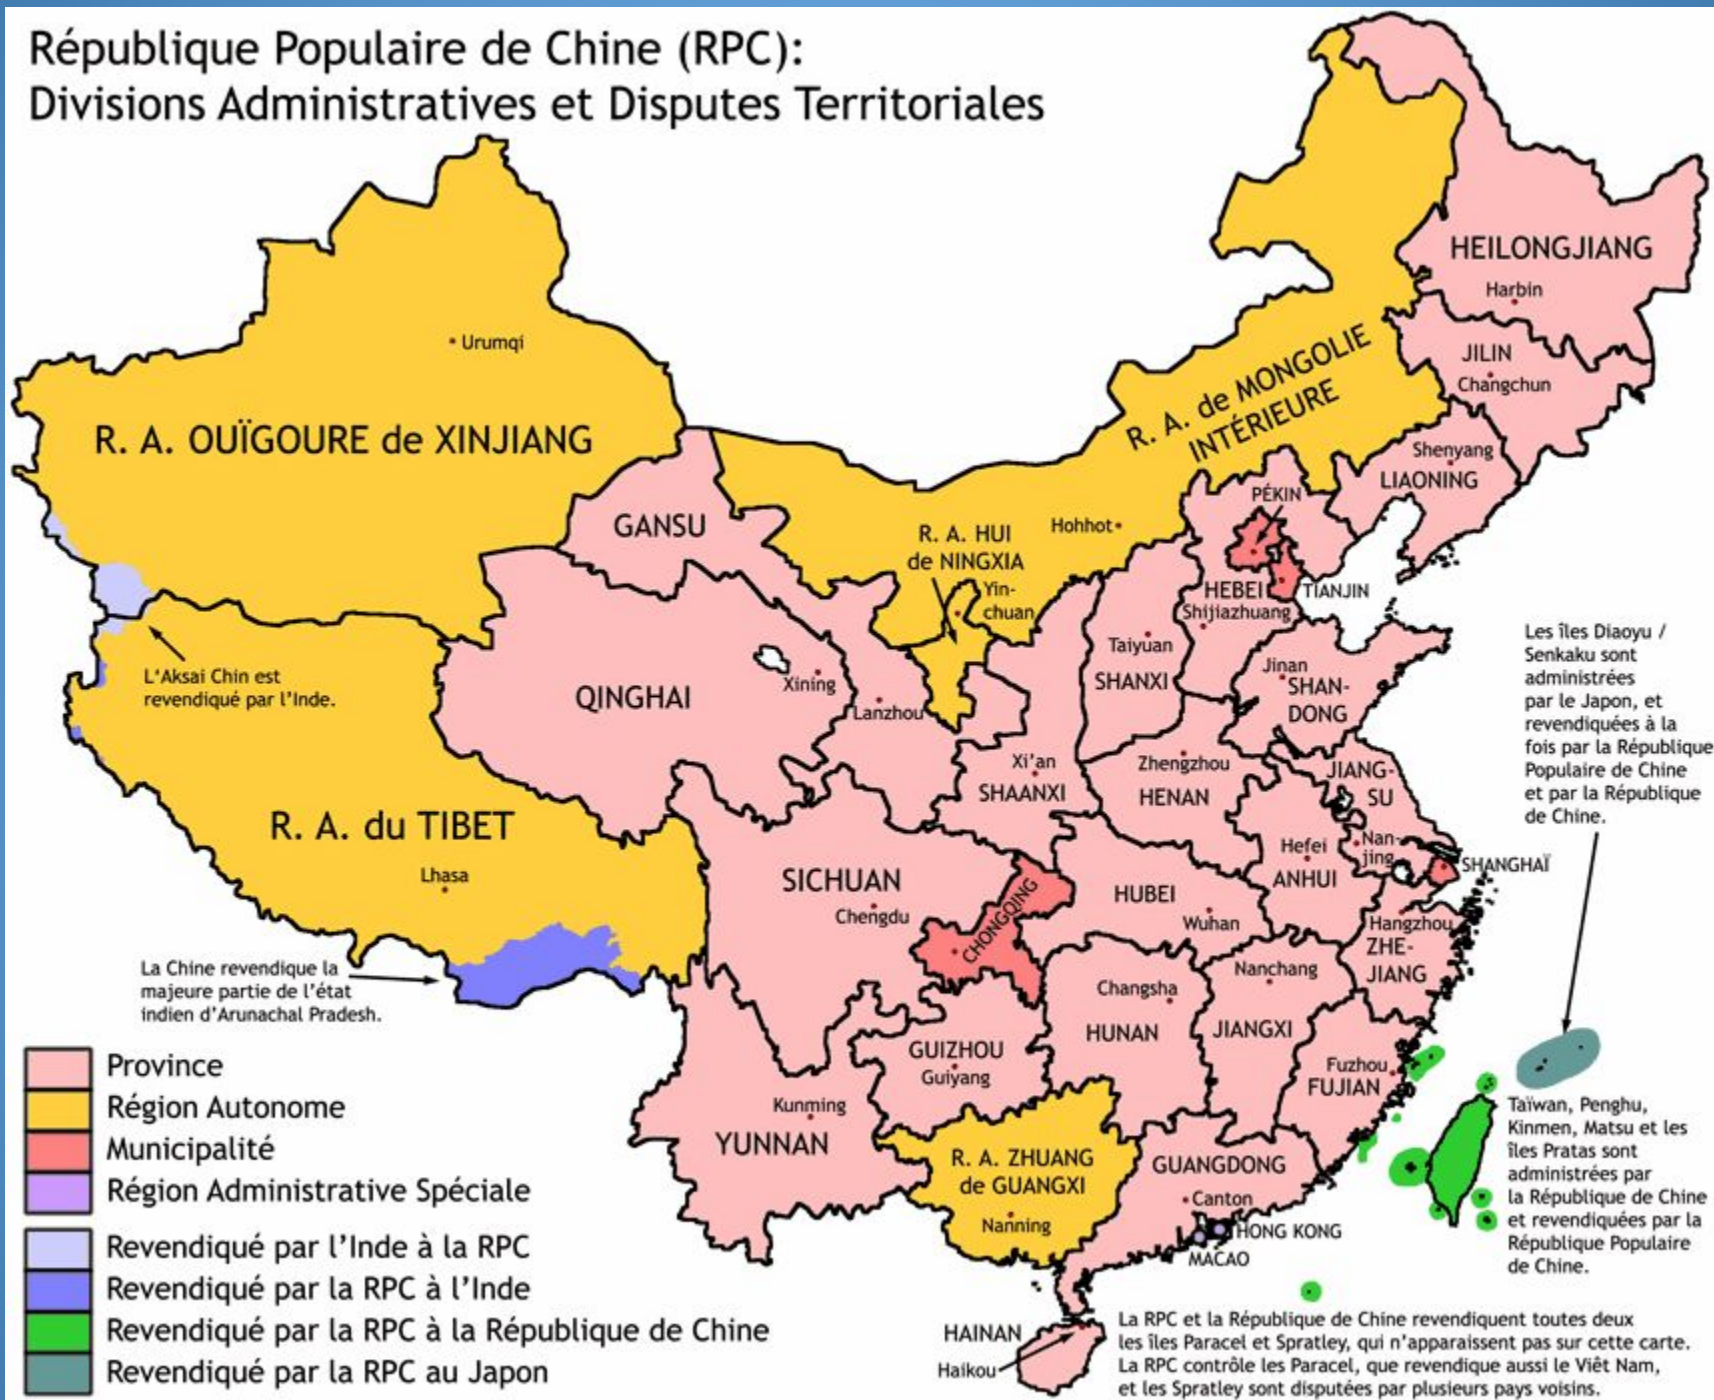 République Populaire de Chine (RPC):
Divisions Administratives et Disputes Territoriales
HEILONGJIANG
Harbin
JILIN
Changchun
Urumqi
R. A. de MONGOLIE
INTÉRIEURE
R. A. OUÏGOURE de XINJIANG
Shenyang
LIAONING
PÉKIN
GANSU
Hohhot
R. A. HUI
de NINGXIA
Yin-
chuan
HEBEI
TIANJIN
Shijiazhuang
Les îles Diaoyu /
Senkaku sont
administrées
par le Japon, et
revendiquées à la
fois par la République
Populaire de Chine
et par la République
de Chine.
Taiyuan
SHANXI
Jinan
SHAN-
DONG
L'Aksai Chin est
revendiqué par l'Inde.
QINGHAI
Xining
Lanzhou
Xi'an
SHAANXI
Zhengzhou
HENAN
JIANG-
SU
R. A. du TIBET
Lhasa
Nan-
jing
Hefei
ANHUI
SHANGHAÏ
SICHUAN
Chengdu
CHONGQING
HUBEI
Wuhan
Hangzhou
ZHE-
JIANG
La Chine revendique la
majeure partie de l'état
indien d'Arunachal Pradesh.
Changsha
HUNAN
Nanchang
JIANGXI
GUIZHOU
Guiyang
Fuzhou
FUJIAN
Kunming
YUNNAN
Taïwan, Penghu,
Kinmen, Matsu et les
îles Pratas sont
administrées par
la République de Chine
et revendiquées par la
République Populaire
de Chine.
R. A. ZHUANG
de GUANGXI
Nanning
GUANGDONG
Canton
HONG KONG
MACAO
HAINAN
Haikou
Province
Région Autonome
Municipalité
Région Administrative Spéciale
Revendiqué par l'Inde à la RPC
Revendiqué par la RPC à l'Inde
Revendiqué par la RPC à la République de Chine
Revendiqué par la RPC au Japon
La RPC et la République de Chine revendiquent toutes deux
les îles Paracel et Spratley, qui n'apparaissent pas sur cette carte.
La RPC contrôle les Paracel, que revendique aussi le Viêt Nam,
et les Spratley sont disputées par plusieurs pays voisins.